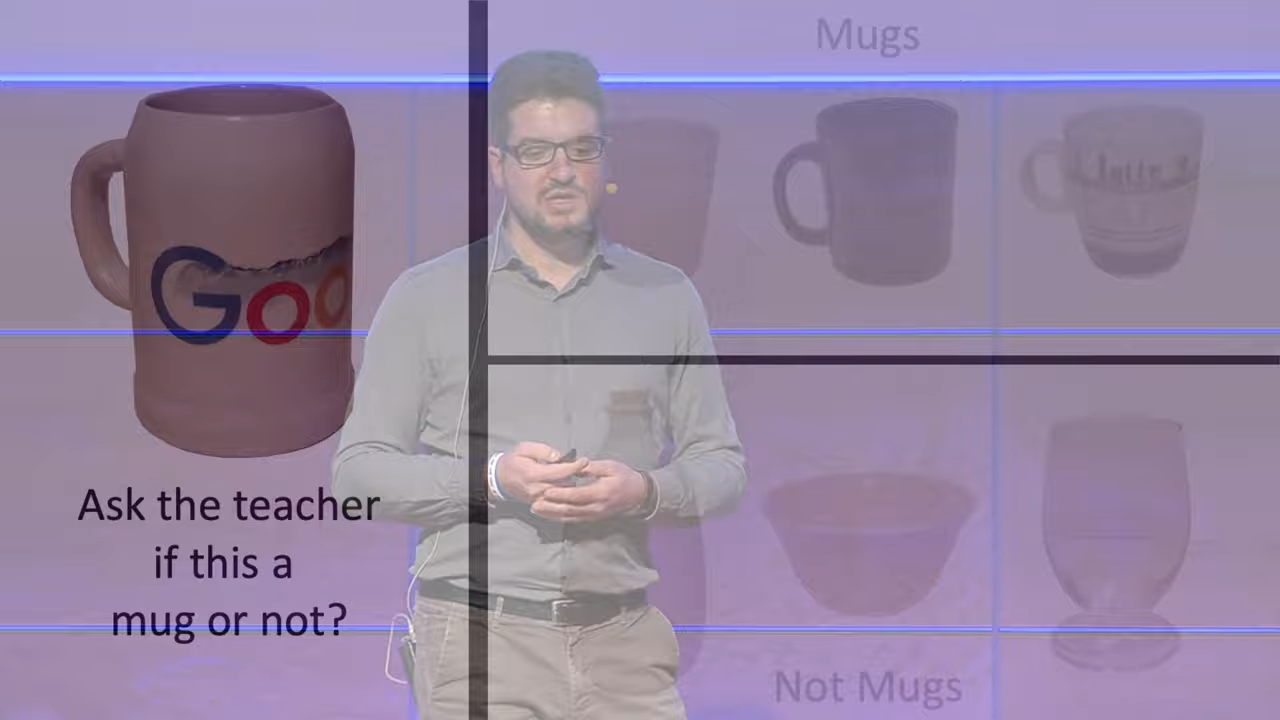 Mugs
Goo
Ask the teacher
if this a
mug or not?
Not Mugs